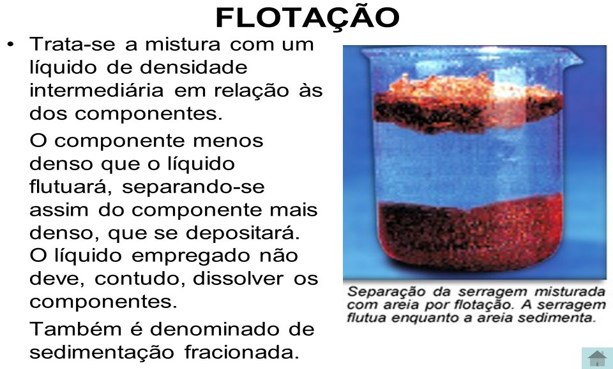 FLOTAÇÃO
• Trata-se a mistura com um
líquido de densidade
intermediária em relação às
dos componentes.
O componente menos
denso que o líquido
flutuará, separando-se
assim do componente mais
denso, que se depositará.
O líquido empregado não
deve, contudo, dissolver os
componentes.
Também é denominado de
sedimentação fracionada.
Separação da serragem misturada
com areia por flotação. A serragem
flutua enquanto a areia sedimenta.